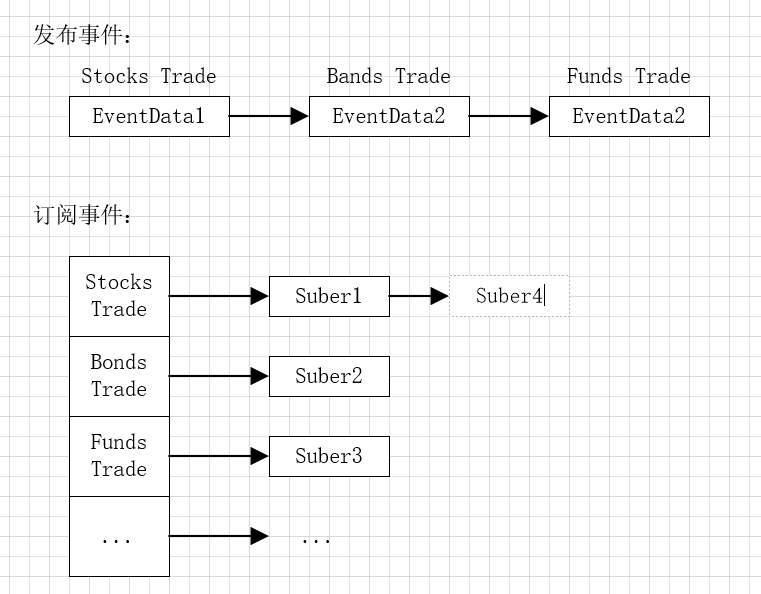 发布事件：
Stocks Trade
Bands Trade
Funds Trade
EventData1
EventData2
EventData2
订阅事件：
Stocks
Trade
Suber1
Suber4
Bonds
Trade
Suber2
Funds
Trade
Suber3
...
...